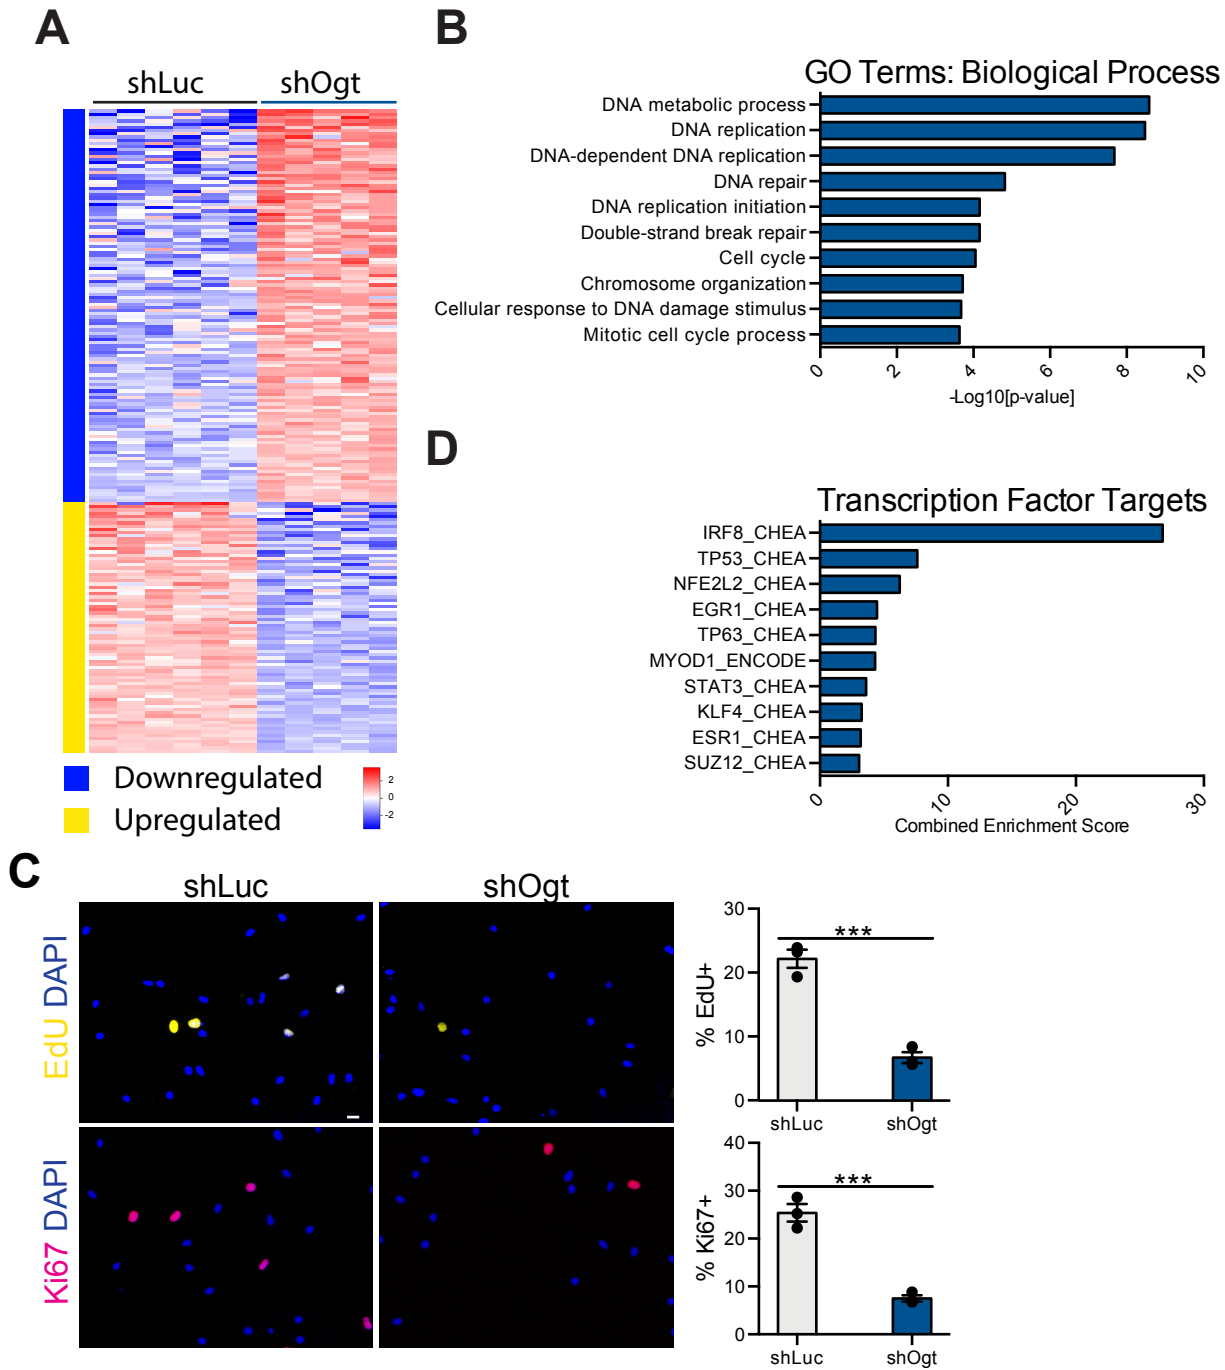 A
shLuc
shOgt
Downregulated
Upregulated
2
0
-2
B
GO Terms: Biological Process
DNA metabolic process
DNA replication
DNA-dependent DNA replication
DNA repair
DNA replication initiation
Double-strand break repair
Cell cycle
Chromosome organization
Cellular response to DNA damage stimulus
Mitotic cell cycle process
0 2 4 6 8 10
-Log10[p-value]
D
Transcription Factor Targets
IRF8_CHEA
TP53_CHEA
NFE2L2_CHEA
EGR1_CHEA
TP63_CHEA
MYOD1_ENCODE
STAT3_CHEA
KLF4_CHEA
ESR1_CHEA
SUZ12_CHEA
0 10 20 30
Combined Enrichment Score
C
shLuc
shOgt
EdU DAPI
Ki67 DAPI
30
20
10
0
% EdU+
***
shLuc
shOgt
40
30
20
10
0
% Ki67+
***
shLuc
shOgt